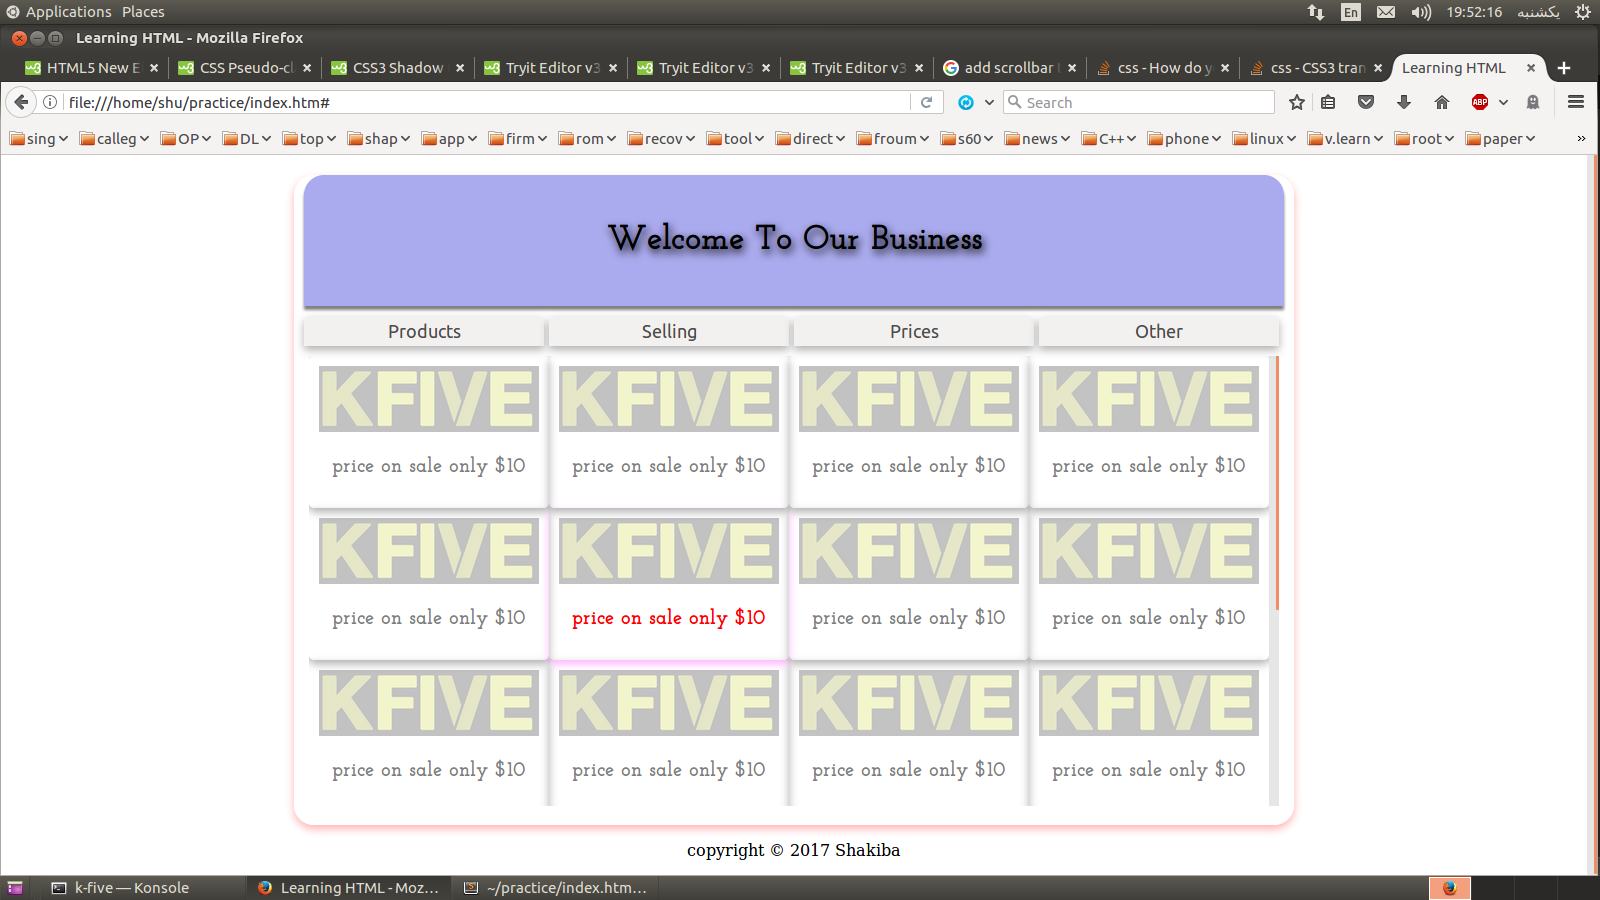 Applications Places En 19:52:16 یکشنبه
Learning HTML - Mozilla Firefox
HTML5 New E CSS Pseudo-cl CSS3 Shadow Tryit Editor v3 Tryit Editor v3 Tryit Editor v3 add scrollbar css - How do y css - CSS3 tran Learning HTML
file:///home/shu/practice/index.htm# Search ABP
sing calleg OP DL top shap app firm rom recov tool direct froum s60 news C++ phone linux v.learn root paper »
Welcome To Our Business
Products Selling Prices Other
KFIVE KFIVE KFIVE KFIVE
price on sale only $10 price on sale only $10 price on sale only $10 price on sale only $10
KFIVE KFIVE KFIVE KFIVE
price on sale only $10 price on sale only $10 price on sale only $10 price on sale only $10
KFIVE KFIVE KFIVE KFIVE
price on sale only $10 price on sale only $10 price on sale only $10 price on sale only $10
copyright © 2017 Shakiba
k-five — Konsole Learning HTML - Moz... ~/practice/index.htm...